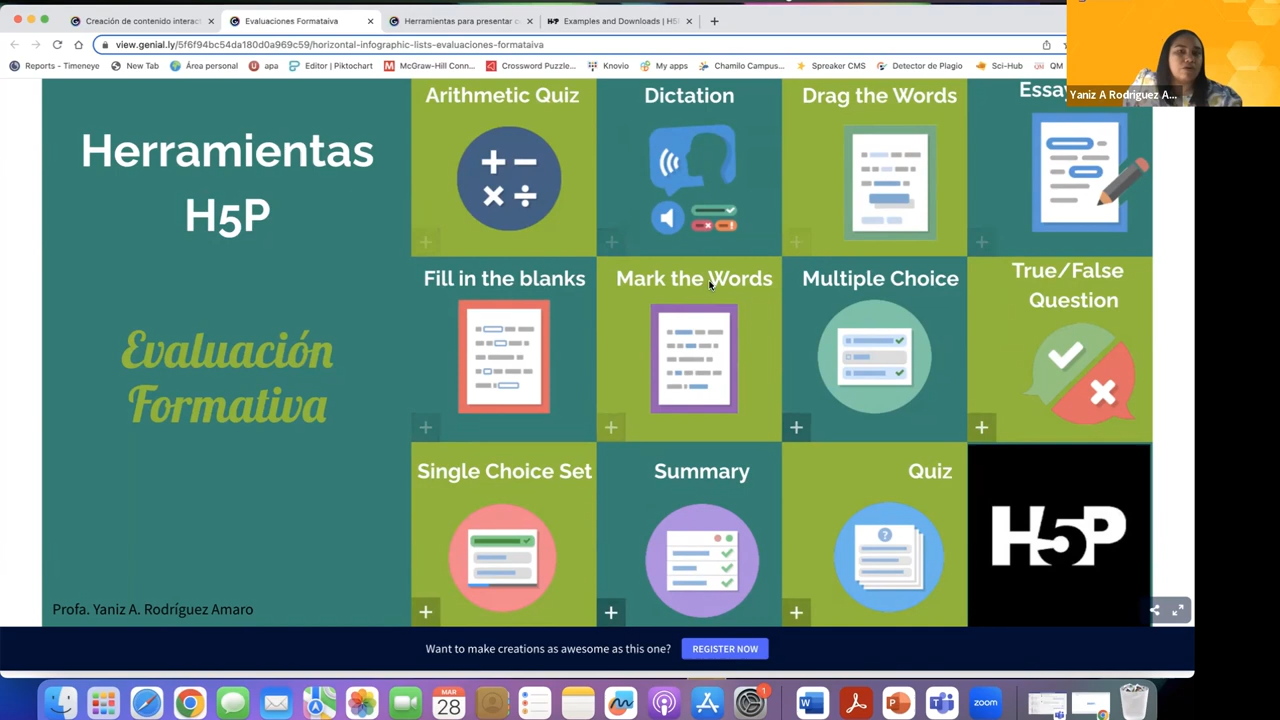 Creación de contenido interact
Evaluaciones Formataiva
Herramientas para presentar c
H5P Examples and Downloads | H5
view.genial.ly/5f6f94bc54da180d0a969c59/horizontal-infographic-lists-evaluaciones-formataiva
Reports - Timeneye
New Tab
Área personal
apa
Editor | Piktochart
McGraw-Hill Conn...
Crossword Puzzle...
Knovio
My apps
Chamilo Campus...
Spreaker CMS
Detector de Plagio
Sci-Hub
QM
Yaniz A Rodriguez A...
Herramientas
H5P
Evaluación
Formativa
Profa. Yaniz A. Rodríguez Amaro
Arithmetic Quiz
Dictation
Drag the Words
Essay
Fill in the blanks
Mark the Words
Multiple Choice
True/False
Question
Single Choice Set
Summary
Quiz
H5P
Want to make creations as awesome as this one?
REGISTER NOW
MAR
28
1
zoom